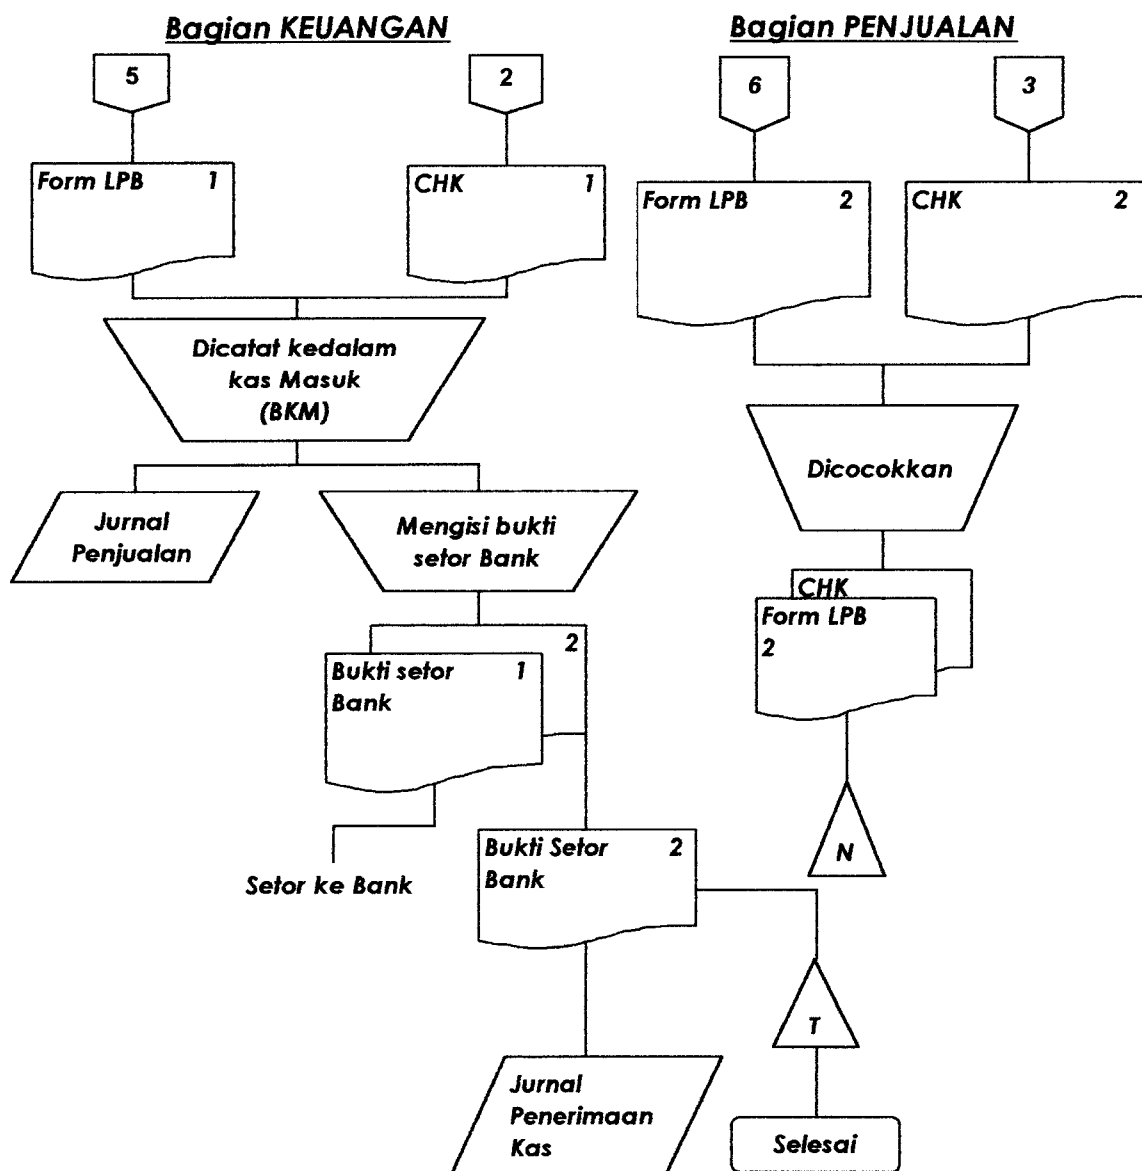 Bagian KEUANGAN
Bagian PENJUALAN
5
2
6
3
Form LPB 1
CHK 1
Form LPB 2
CHK 2
Dicatat kedalam
kas Masuk
(BKM)
Dicocokkan
Jurnal
Penjualan
Mengisi bukti
setor Bank
CHK
Form LPB
2
2
Bukti setor 1
Bank
Setor ke Bank
Bukti Setor 2
Bank
N
T
Jurnal
Penerimaan
Kas
Selesai